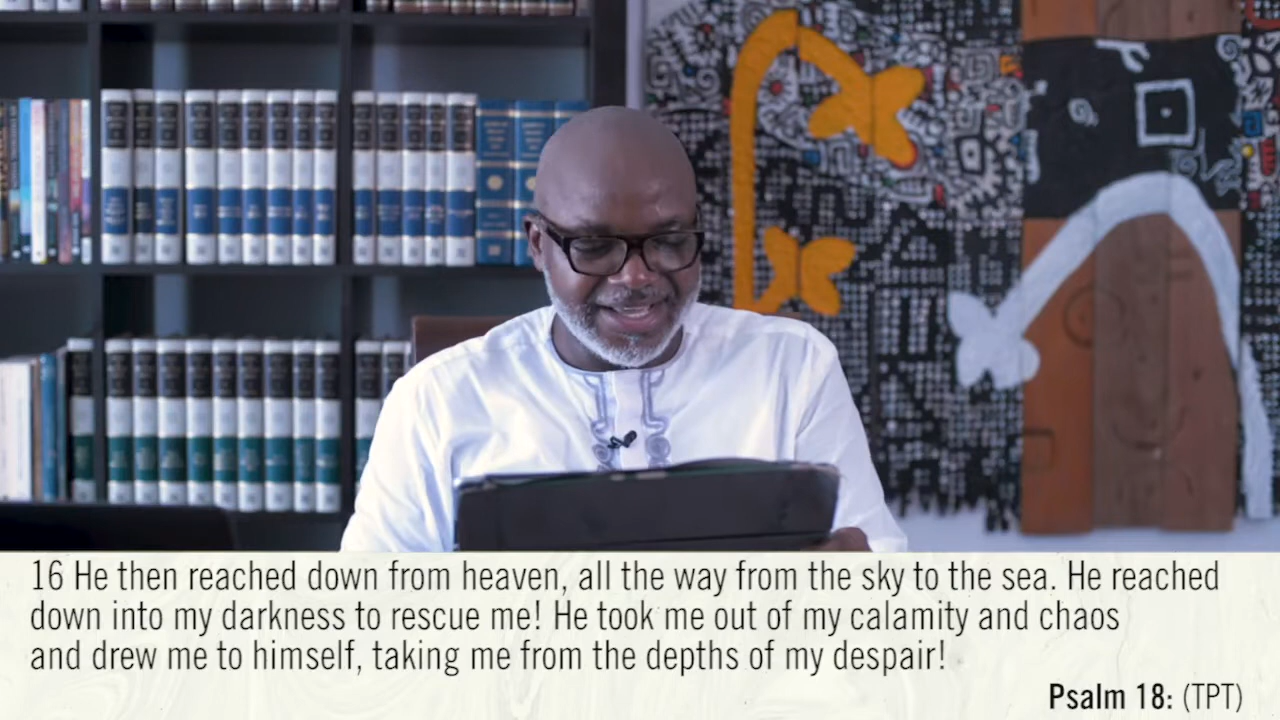 16 He then reached down from heaven, all the way from the sky to the sea. He reached
down into my darkness to rescue me! He took me out of my calamity and chaos
and drew me to himself, taking me from the depths of my despair!
Psalm 18: (TPT)